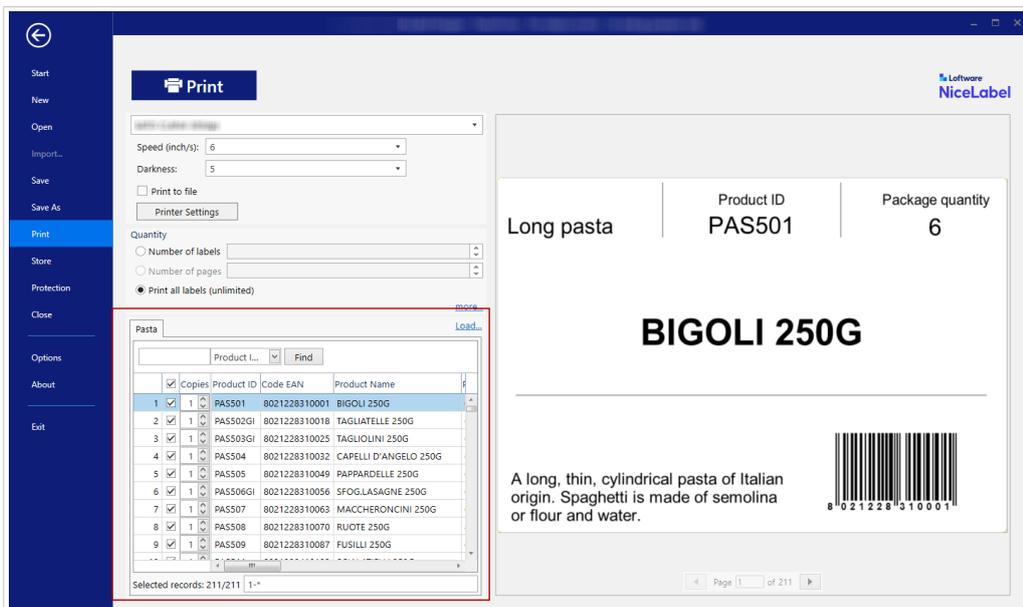 Start
New
Open
Import...
Save
Save As
Print
Store
Protection
Close
Options
About
Exit
Print
Speed (inch/s): 6
Darkness: 5
Print to file
Printer Settings
Quantity
Number of labels
Number of pages
Print all labels (unlimited)
more...
Pasta
Load...
Product I... Find
Copies Product ID Code EAN Product Name
1 1 PAS501 8021228310001 BIGOLI 250G
2 1 PAS502GI 8021228310018 TAGLIATELLE 250G
3 1 PAS503GI 8021228310025 TAGLIOLINI 250G
4 1 PAS504 8021228310032 CAPELLI D'ANGELO 250G
5 1 PAS505 8021228310049 PAPPARDELLE 250G
6 1 PAS506GI 8021228310056 SFOG.LASAGNE 250G
7 1 PAS507 8021228310063 MACCHERONCINI 250G
8 1 PAS508 8021228310070 RUOTE 250G
9 1 PAS509 8021228310087 FUSILLI 250G
Selected records: 211/211 1-*
Loftware
NiceLabel
Product ID Package quantity
Long pasta PAS501 6
BIGOLI 250G
A long, thin, cylindrical pasta of Italian
origin. Spaghetti is made of semolina
or flour and water.
8 021228 310001
Page 1 of 211